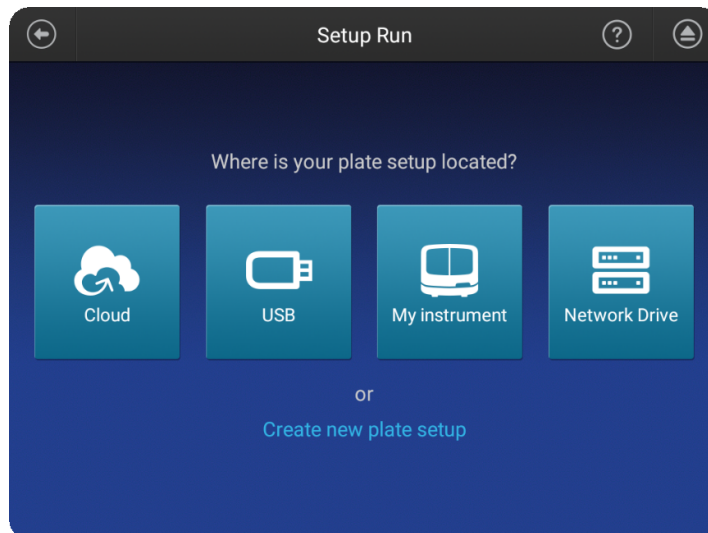 Setup Run
?
Where is your plate setup located?
Cloud
USB
My instrument
Network Drive
or
Create new plate setup